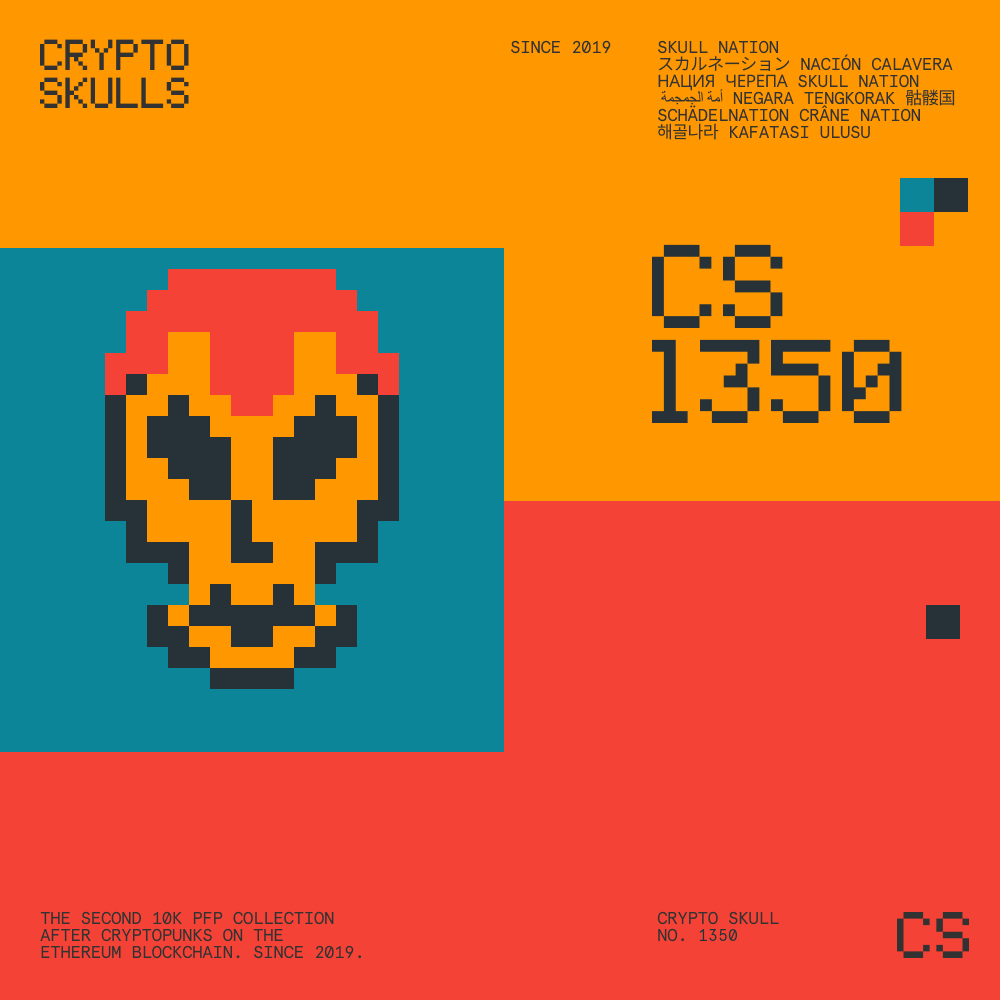 CRYPTO
SKULLS
SINCE 2019
SKULL NATION
スカルネーション NACIÓN CALAVERA
НАЦИЯ ЧЕРЕПА SKULL NATION
أمة الجمجمة NEGARA TENGKORAK 骷髅国
SCHÄDELNATION CRÂNE NATION
해골나라 KAFATASI ULUSU
CS
1350
THE SECOND 10K PFP COLLECTION
AFTER CRYPTOPUNKS ON THE
ETHEREUM BLOCKCHAIN. SINCE 2019.
CRYPTO SKULL
NO. 1350
CS